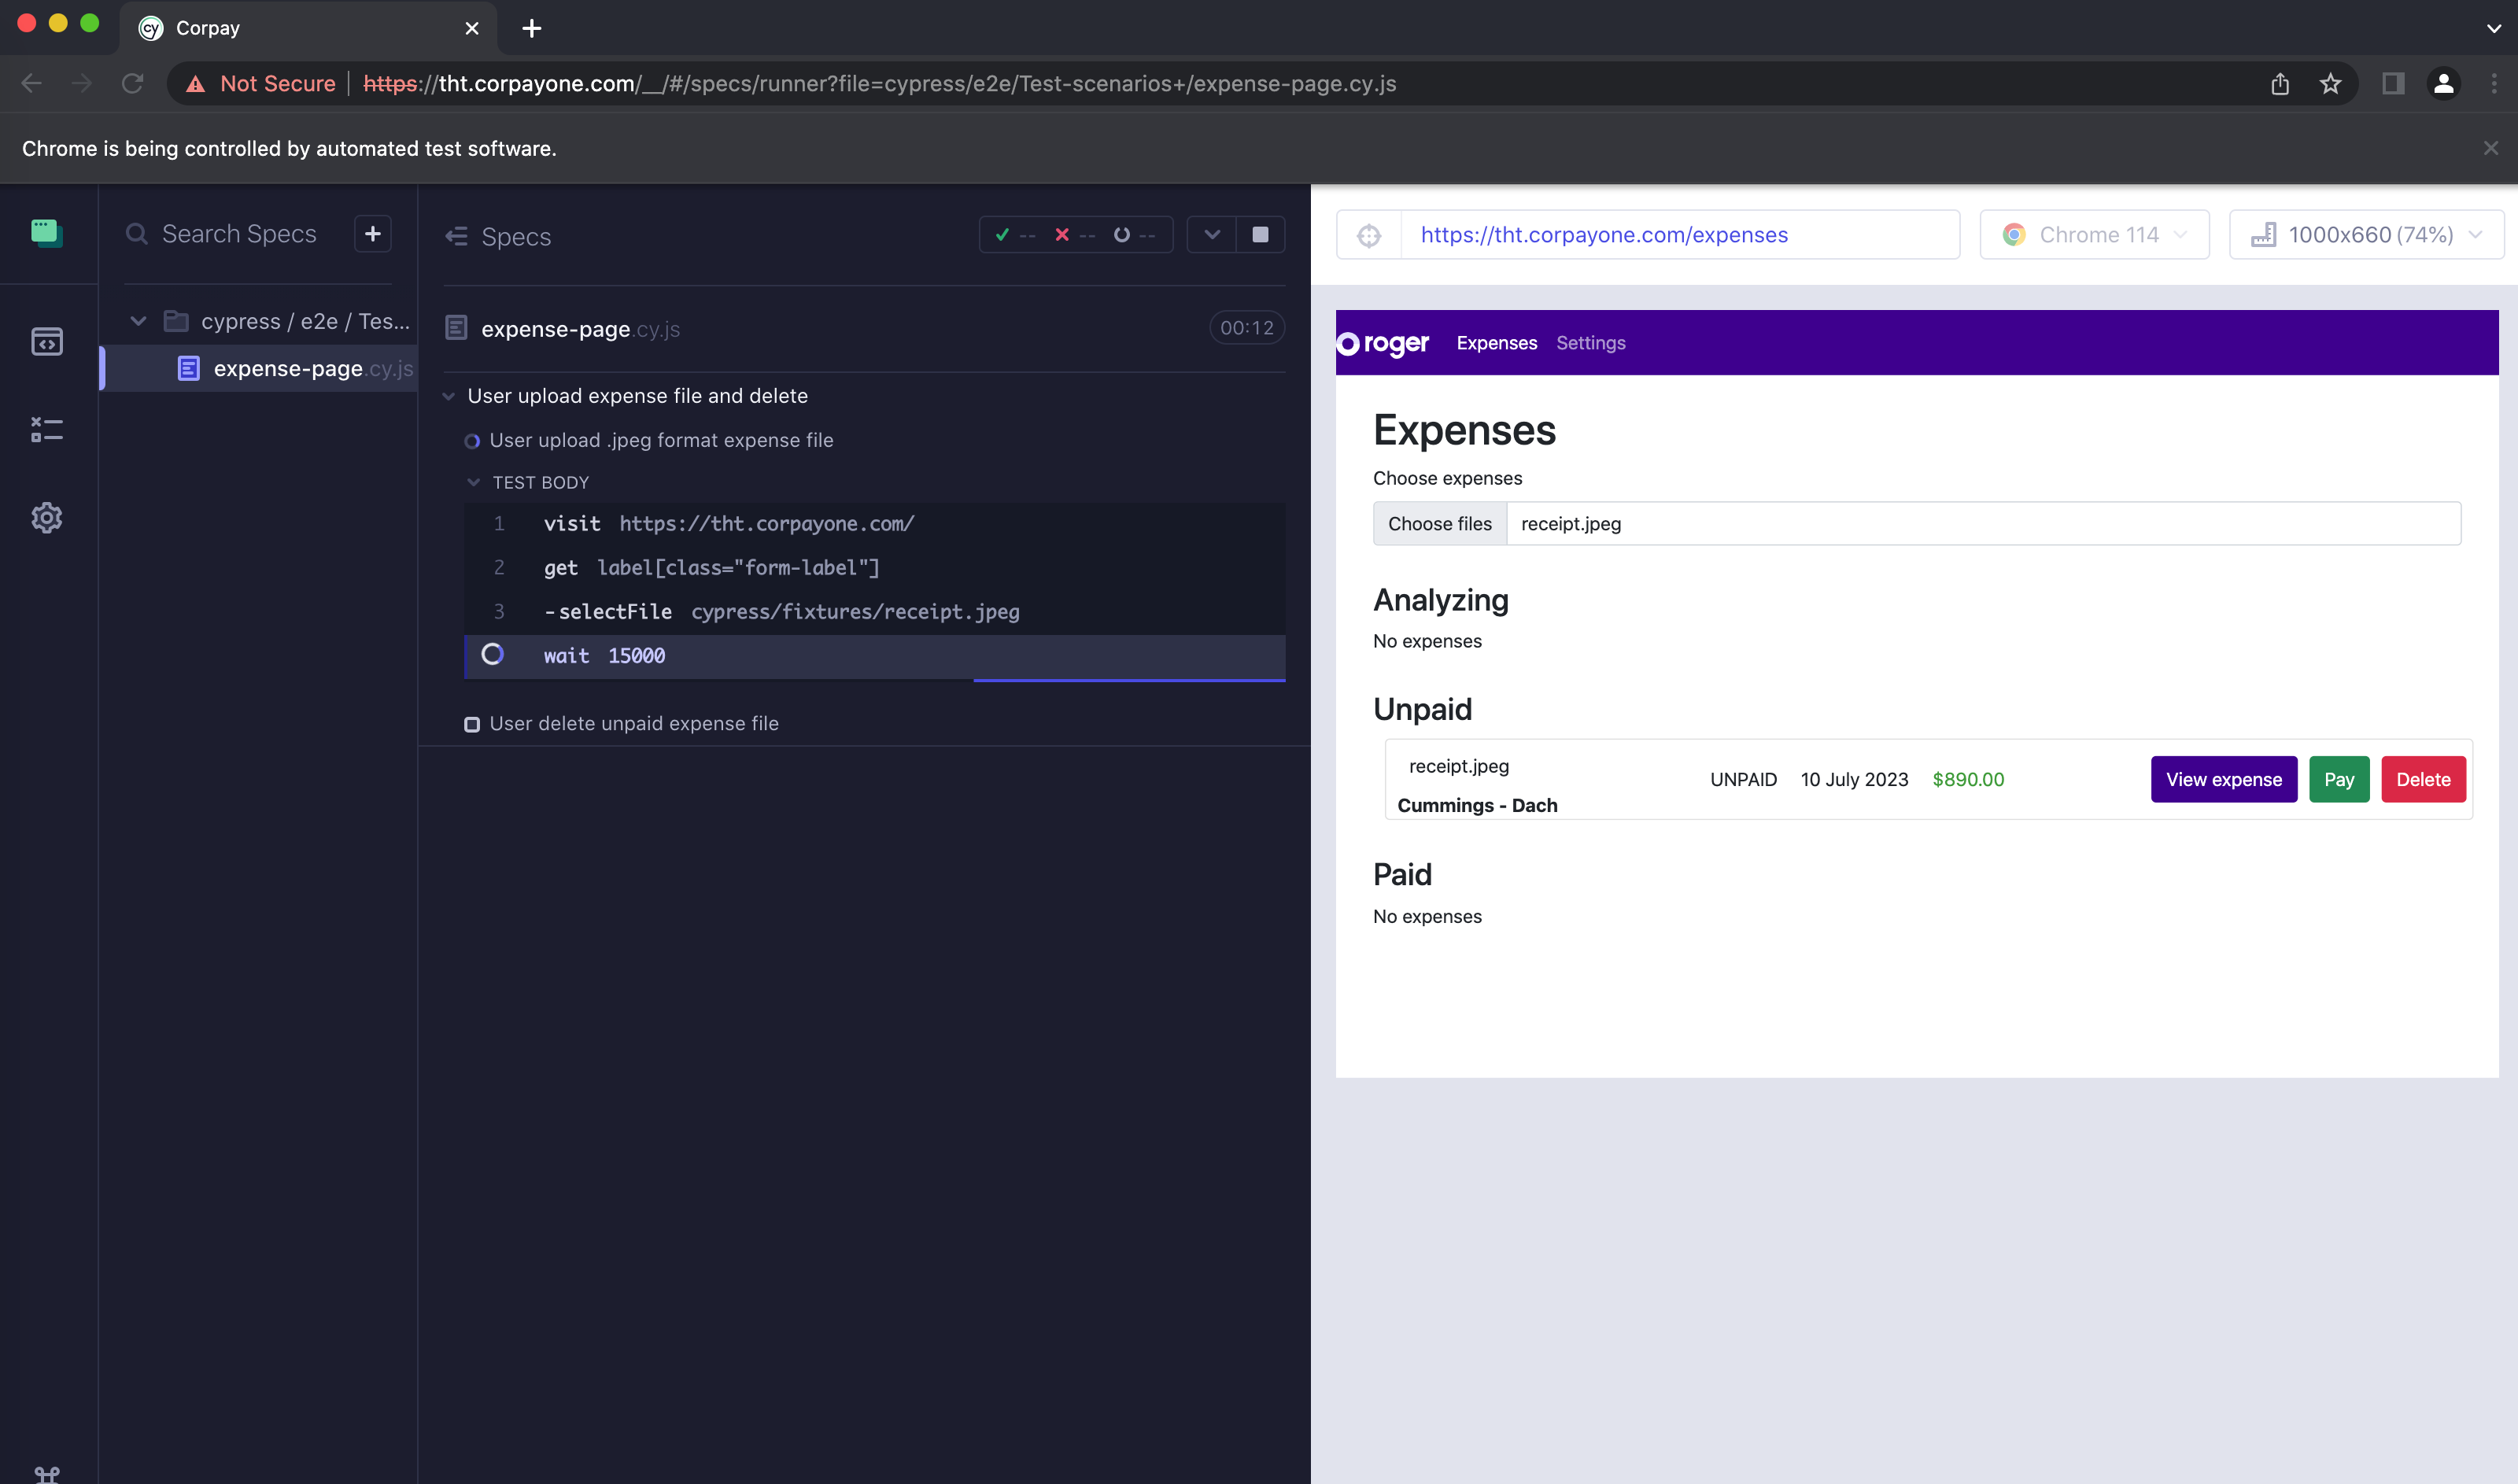 cy Corpay
Not Secure https://tht.corpayone.com/__/#/specs/runner?file=cypress/e2e/Test-scenarios+/expense-page.cy.js
Chrome is being controlled by automated test software.
Search Specs
cypress / e2e / Tes...
expense-page.cy.js
Specs
-- -- --
expense-page.cy.js 00:12
User upload expense file and delete
User upload .jpeg format expense file
TEST BODY
1 visit https://tht.corpayone.com/
2 get label[class="form-label"]
3 -selectFile cypress/fixtures/receipt.jpeg
wait 15000
User delete unpaid expense file
https://tht.corpayone.com/expenses
Chrome 114
1000x660 (74%)
roger Expenses Settings
Expenses
Choose expenses
Choose files receipt.jpeg
Analyzing
No expenses
Unpaid
receipt.jpeg
Cummings - Dach
UNPAID 10 July 2023 $890.00 View expense Pay Delete
Paid
No expenses